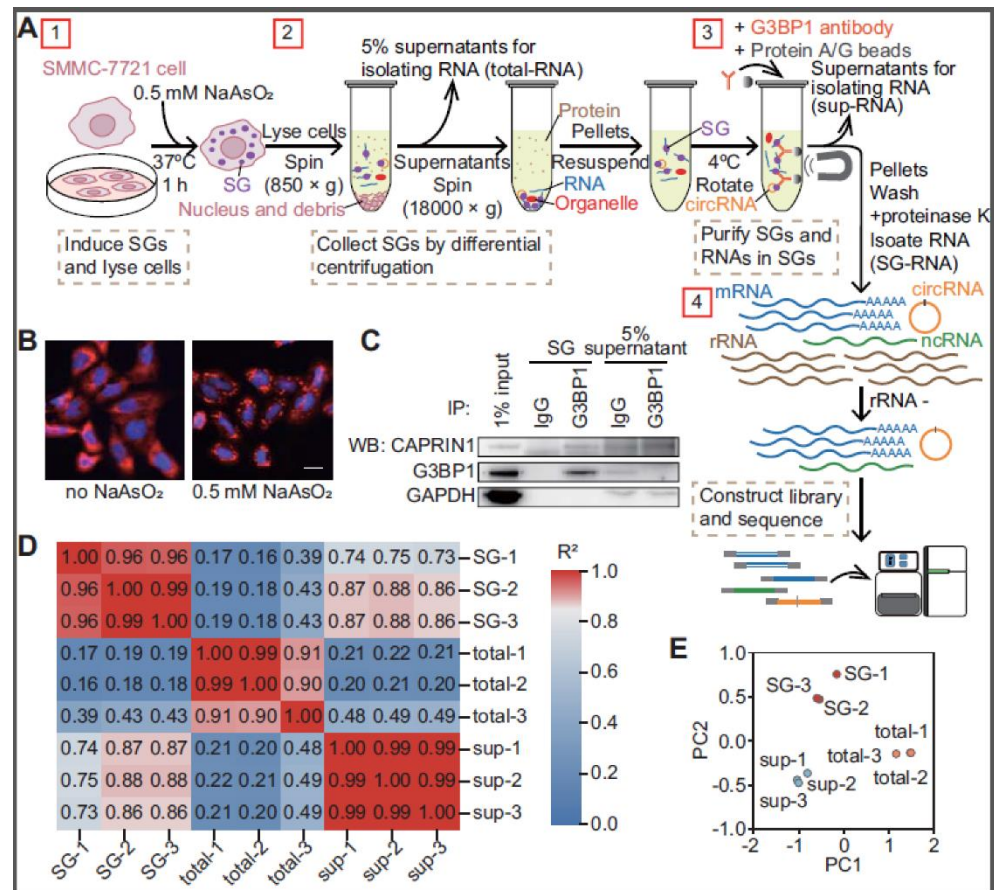 A
1
SMMC-7721 cell
0.5 mM NaAsO₂
37ºC
1 h
SG
Induce SGs
and lyse cells
2
5% supernatants for
isolating RNA (total-RNA)
Lyse cells
Spin
(850 × g)
Nucleus and debris
Supernatants
Spin
(18000 × g)
Protein
Pellets
Resuspend
RNA
Organelle
Collect SGs by differential
centrifugation
3
+ G3BP1 antibody
+ Protein A/G beads
Supernatants for
isolating RNA
(sup-RNA)
SG
4ºC
Rotate
circRNA
Purify SGs and
RNAs in SGs
Pellets
Wash
+proteinase K
Isoate RNA
(SG-RNA)
4
mRNA
AAAAA
AAAAA
AAAAA
circRNA
ncRNA
rRNA
rRNA -
AAAAA
AAAAA
AAAAA
Construct library
and sequence
B
no NaAsO₂
0.5 mM NaAsO₂
C
SG
5%
supernatant
IP:
1% input
IgG
G3BP1
IgG
G3BP1
WB: CAPRIN1
G3BP1
GAPDH
D
1.00 0.96 0.96 0.17 0.16 0.39 0.74 0.75 0.73 SG-1
0.96 1.00 0.99 0.19 0.18 0.43 0.87 0.88 0.86 SG-2
0.96 0.99 1.00 0.19 0.18 0.43 0.87 0.88 0.86 SG-3
0.17 0.19 0.19 1.00 0.99 0.91 0.21 0.22 0.21 total-1
0.16 0.18 0.18 0.99 1.00 0.90 0.20 0.21 0.20 total-2
0.39 0.43 0.43 0.91 0.90 1.00 0.48 0.49 0.49 total-3
0.74 0.87 0.87 0.21 0.20 0.48 1.00 0.99 0.99 sup-1
0.75 0.88 0.88 0.22 0.21 0.49 0.99 1.00 0.99 sup-2
0.73 0.86 0.86 0.21 0.20 0.49 0.99 0.99 1.00 sup-3
SG-1 SG-2 SG-3 total-1 total-2 total-3 sup-1 sup-2 sup-3
R²
1.0
0.8
0.6
0.4
0.2
0.0
E
PC2
1.0
0.5
0.0
-0.5
-1.0
SG-1
SG-3
SG-2
total-1
total-3
total-2
sup-1
sup-2
sup-3
-2 -1 0 1 2
PC1